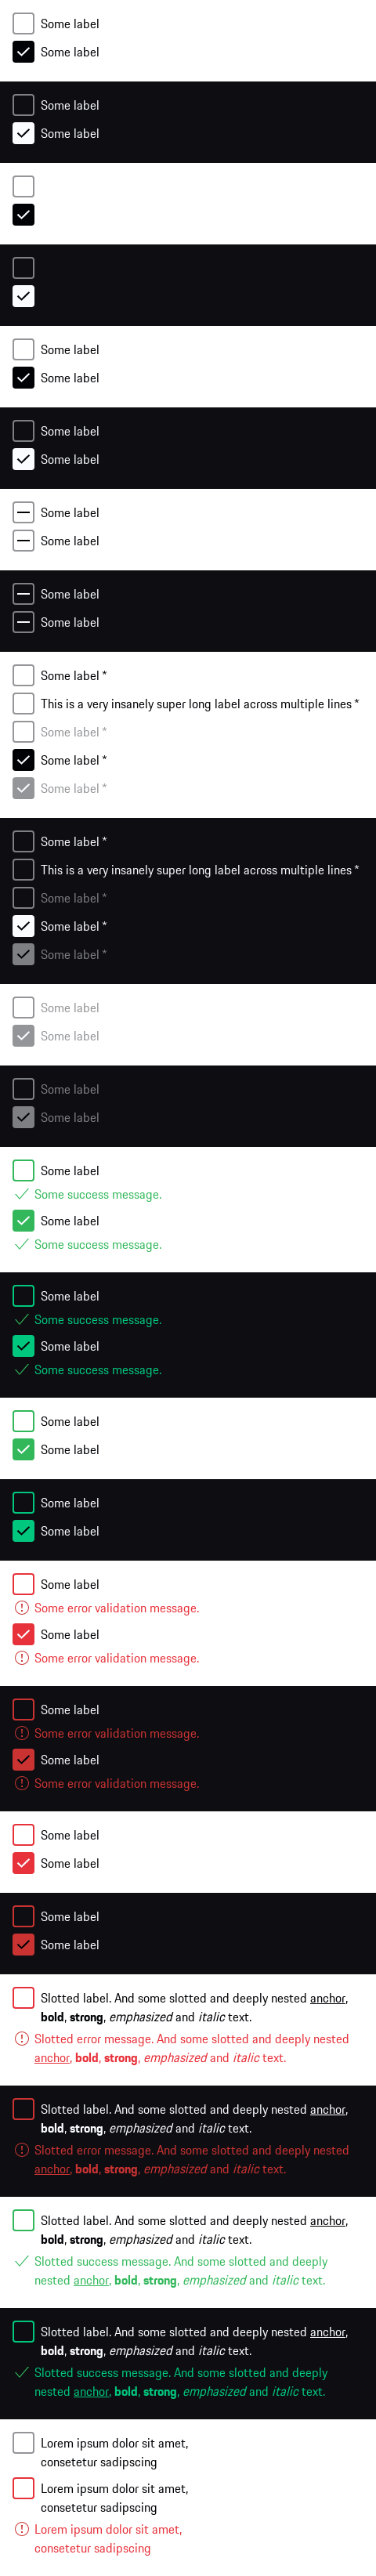 Some label
Some label
Some label
Some label
Some label
Some label
Some label
Some label
Some label
Some label
Some label
Some label
Some label *
This is a very insanely super long label across multiple lines *
Some label *
Some label *
Some label *
Some label *
This is a very insanely super long label across multiple lines *
Some label *
Some label *
Some label *
Some label
Some label
Some label
Some label
Some label
Some success message.
Some label
Some success message.
Some label
Some success message.
Some label
Some success message.
Some label
Some label
Some label
Some label
Some label
Some error validation message.
Some label
Some error validation message.
Some label
Some error validation message.
Some label
Some error validation message.
Some label
Some label
Some label
Some label
Slotted label. And some slotted and deeply nested anchor,
bold, strong, emphasized and italic text.
Slotted error message. And some slotted and deeply nested
anchor, bold, strong, emphasized and italic text.
Slotted label. And some slotted and deeply nested anchor,
bold, strong, emphasized and italic text.
Slotted error message. And some slotted and deeply nested
anchor, bold, strong, emphasized and italic text.
Slotted label. And some slotted and deeply nested anchor,
bold, strong, emphasized and italic text.
Slotted success message. And some slotted and deeply
nested anchor, bold, strong, emphasized and italic text.
Slotted label. And some slotted and deeply nested anchor,
bold, strong, emphasized and italic text.
Slotted success message. And some slotted and deeply
nested anchor, bold, strong, emphasized and italic text.
Lorem ipsum dolor sit amet,
consetur sadipscing
Lorem ipsum dolor sit amet,
consetur sadipscing
Lorem ipsum dolor sit amet,
consetetur sadipscing